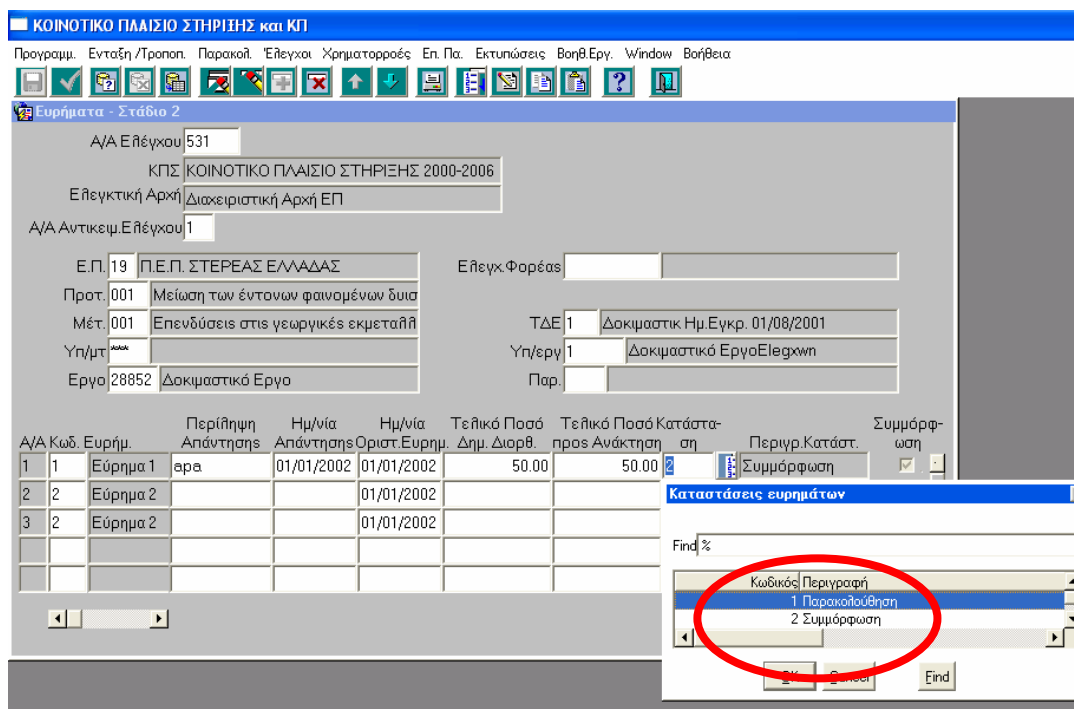 ΚΟΙΝΟΤΙΚΟ ΠΛΑΙΣΙΟ ΣΤΗΡΙΞΗΣ και ΚΠ
Προγραμμ. Ενταξη /Τροποπ. Παρακολ. Έλεγχοι Χρηματορροές Επ. Πα. Εκτυπώσεις Βοηθ.Εργ. Window Βοήθεια
Ευρήματα - Στάδιο 2
Α/Α Ελέγχου 531
ΚΠΣ ΚΟΙΝΟΤΙΚΟ ΠΛΑΙΣΙΟ ΣΤΗΡΙΞΗΣ 2000-2006
Ελεγκτική Αρχή Διαχειριστική Αρχή ΕΠ
Α/Α Αντικειμ.Ελέγχου 1
Ε.Π. 19 Π.Ε.Π. ΣΤΕΡΕΑΣ ΕΛΛΑΔΑΣ Ελεγχ.Φορέας
Προτ. 001 Μείωση των έντονων φαινομένων δυισ
Μέτ. 001 Επενδύσεις στις γεωργικές εκμεταλλ ΤΔΕ 1 Δοκιμαστικ Ημ.Εγκρ. 01/08/2001
Υπ/μτ *** Υπ/εργ 1 Δοκιμαστικό ΕργοElegxwn
Εργο 28852 Δοκιμαστικό Εργο Παρ.
Περίληψη Ημ/νία Ημ/νία Τελικό Ποσό Τελικό Ποσό Κατάστα- Συμμόρφ-
Α/Α Κωδ. Ευρήμ. Απάντησης Απάντησης Οριστ.Ευρημ. Δημ. Διορθ. προς Ανάκτηση ση Περιγρ.Κατάστ. ωση
1 1 Εύρημα 1 apa 01/01/2002 01/01/2002 50.00 50.00 2 Συμμόρφωση
2 2 Εύρημα 2 01/01/2002
3 2 Εύρημα 2 01/01/2002
Καταστάσεις ευρημάτων
Find %
Κωδικός Περιγραφή
1 Παρακολούθηση
2 Συμμόρφωση
OK Cancel Find